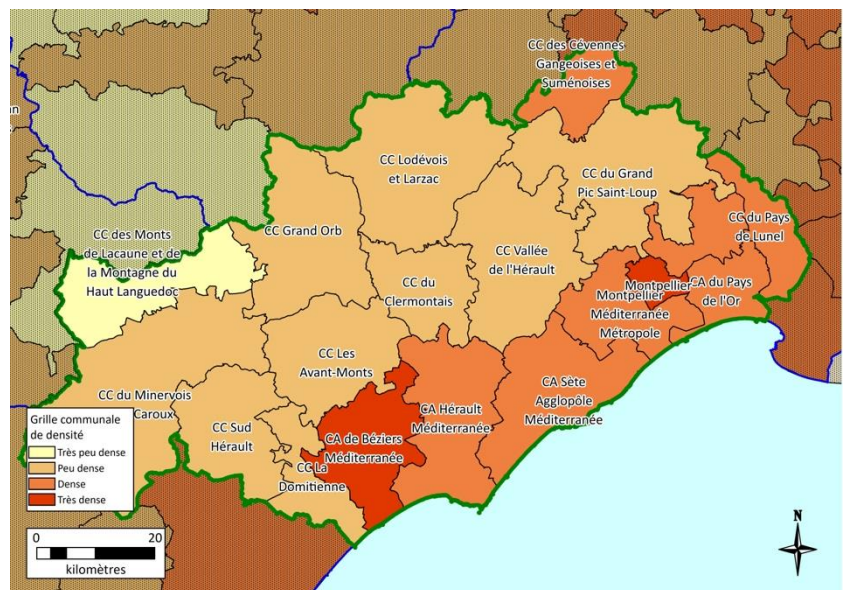 CC des Cévennes
Gangeoises et
Suménoises
CC Lodévois
et Larzac
CC du Grand
Pic Saint-Loup
CC du Pays
de Lunel
CC des Monts
de Lacaune et de
la Montagne du
Haut Languedoc
CC Grand Orb
CC Vallée
de l'Hérault
CC du
Clermontais
Montpellier
CA du Pays
de l'Or
Montpellier
Méditerranée
Métropole
CC Les
Avant-Monts
CC du Minervois
Caroux
CA Sète
Agglopôle
Méditerranée
CA Hérault
Méditerranée
CC Sud
Hérault
CA de Béziers
Méditerranée
CC La
Domitienne
Grille communale
de densité
Très peu dense
Peu dense
Dense
Très dense
0 20
kilomètres
N